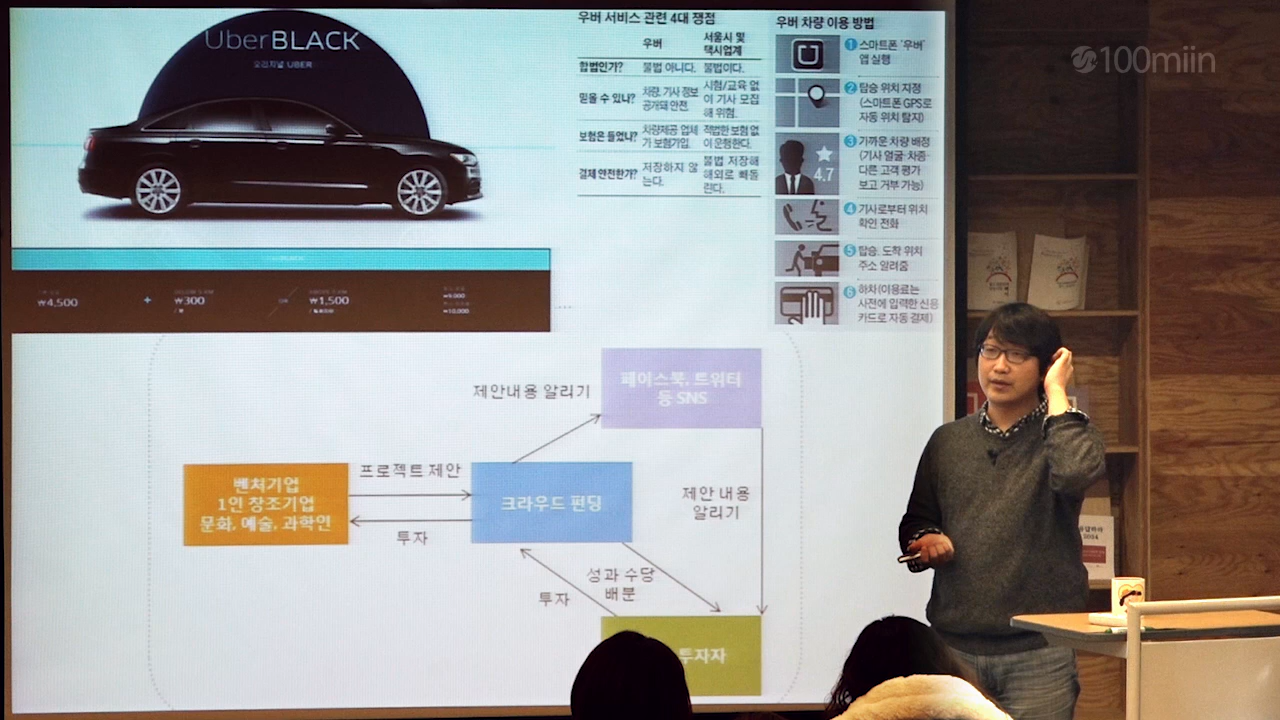 UberBLACK
오리지널 UBER
₩4,500
+
₩300
₩1,500
₩5,000
₩10,000
우버 서비스 관련 4대 쟁점
우버
서울시 및
택시업계
합법인가?
불법 아니다.
불법이다.
믿을 수 있나?
차량, 기사 정보
공개돼 안전
시험/교육 없
이 기사 모집
해 위험.
보험은 들었나?
차량제공 업체
가 보험가입.
적법한 보험 없
이 운행한다.
결제 안전한가?
저장하지 않
는다.
불법 저장해
해외로 빼돌
린다.
우버 차량 이용 방법
1 스마트폰 '우버'
앱 실행
2 탑승 위치 지정
(스마트폰 GPS로
자동 위치 탐지)
4.7
3 가까운 차량 배정
(기사 얼굴·차종·
다른 고객 평가
보고 거부 가능)
4 기사로부터 위치
확인 전화
5 탑승. 도착 위치
주소 알려줌
6 하차(이용료는
사전에 입력한 신용
카드로 자동 결제)
100miin
제안내용 알리기
페이스북, 트위터
등 SNS
벤처기업
1인 창조기업
문화, 예술, 과학인
프로젝트 제안
투자
크라우드 펀딩
제안 내용
알리기
투자
성과 수당
배분
투자자